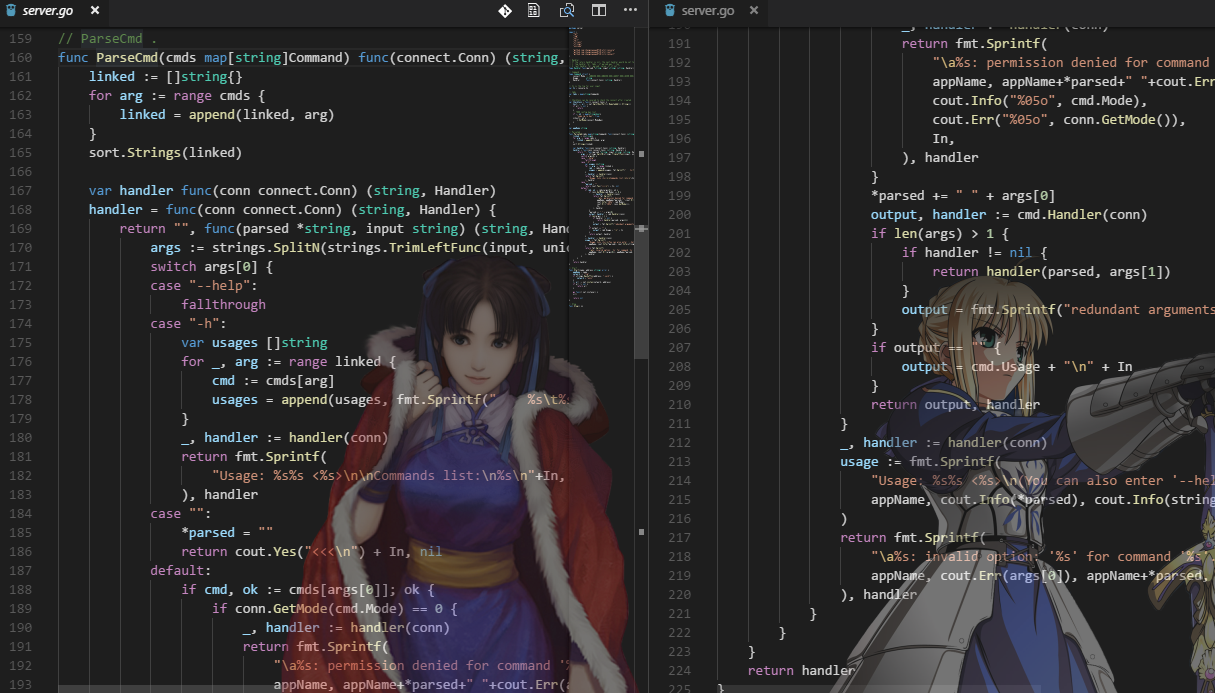 server.go
159 // ParseCmd .
160 func ParseCmd(cmds map[string]Command) func(connect.Conn) (string,
161 linked := []string{}
162 for arg := range cmds {
163 linked = append(linked, arg)
164 }
165 sort.Strings(linked)
166
167 var handler func(conn connect.Conn) (string, Handler)
168 handler = func(conn connect.Conn) (string, Handler) {
169 return "", func(parsed *string, input string) (string, Han
170 args := strings.SplitN(strings.TrimLeftFunc(input, uni
171 switch args[0] {
172 case "--help":
173 fallthrough
174 case "-h":
175 var usages []string
176 for _, arg := range linked {
177 cmd := cmds[arg]
178 usages = append(usages, fmt.Sprintf("    %s\t%
179 }
180 _, handler := handler(conn)
181 return fmt.Sprintf(
182 "Usage: %s%s <%s>\n\nCommands list:\n%s\n"+In,
183 ), handler
184 case "":
185 *parsed = ""
186 return cout.Yes("<<<\n") + In, nil
187 default:
188 if cmd, ok := cmds[args[0]]; ok {
189 if conn.GetMode(cmd.Mode) == 0 {
190 _, handler := handler(conn)
191 return fmt.Sprintf(
192 "\a%s: permission denied for command '%
193 appName, appName+*parsed+" "+cout.Err(a
server.go
_, handler := handler(conn)
191 return fmt.Sprintf(
192 "\a%s: permission denied for command
193 appName, appName+*parsed+" "+cout.Err
194 cout.Info("%05o", cmd.Mode),
195 cout.Err("%05o", conn.GetMode()),
196 In,
197 ), handler
198 }
199 *parsed += " " + args[0]
200 output, handler := cmd.Handler(conn)
201 if len(args) > 1 {
202 if handler != nil {
203 return handler(parsed, args[1])
204 }
205 output = fmt.Sprintf("redundant arguments
206 }
207 if output == "" {
208 output = cmd.Usage + "\n" + In
209 }
210 return output, handler
211 }
212 _, handler := handler(conn)
213 usage := fmt.Sprintf(
214 "Usage: %s%s <%s>\n(You can also enter '--hel
215 appName, cout.Info(*parsed), cout.Info(string
216 )
217 return fmt.Sprintf(
218 "\a%s: invalid option: '%s' for command '%s
219 appName, cout.Err(args[0]), appName+*parsed,
220 ), handler
221 }
222 }
223 }
224 return handler
225 }